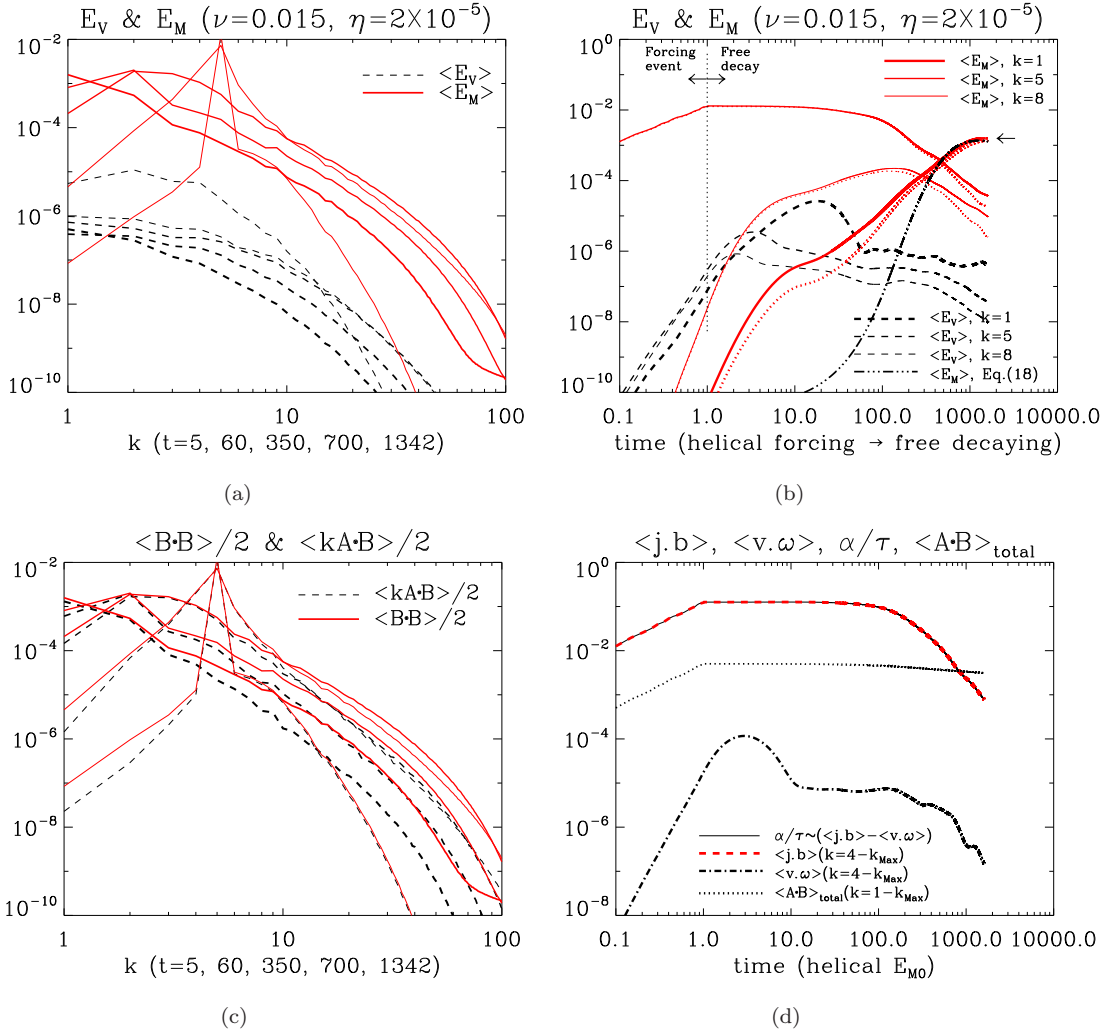 E_V & E_M (ν=0.015, η=2×10^-5)
10^-2
10^-4
10^-6
10^-8
10^-10
<E_V>
<E_M>
1
10
100
k (t=5, 60, 350, 700, 1342)
(a)
E_V & E_M (ν=0.015, η=2×10^-5)
10^0
10^-2
10^-4
10^-6
10^-8
10^-10
Forcing event
Free decay
<E_M>, k=1
<E_M>, k=5
<E_M>, k=8
<E_V>, k=1
<E_V>, k=5
<E_V>, k=8
<E_M>, Eq.(18)
0.1
1.0
10.0
100.0
1000.0
10000.0
time (helical forcing → free decaying)
(b)
<B•B>/2 & <kA•B>/2
10^-2
10^-4
10^-6
10^-8
10^-10
<kA•B>/2
<B•B>/2
1
10
100
k (t=5, 60, 350, 700, 1342)
(c)
<j.b>, <v.ω>, α/τ, <A•B>_total
10^0
10^-2
10^-4
10^-6
10^-8
α/τ~(<j.b>−<v.ω>)
<j.b>(k=4−k_Max)
<v.ω>(k=4−k_Max)
<A•B>_total(k=1−k_Max)
0.1
1.0
10.0
100.0
1000.0
10000.0
time (helical E_M0)
(d)